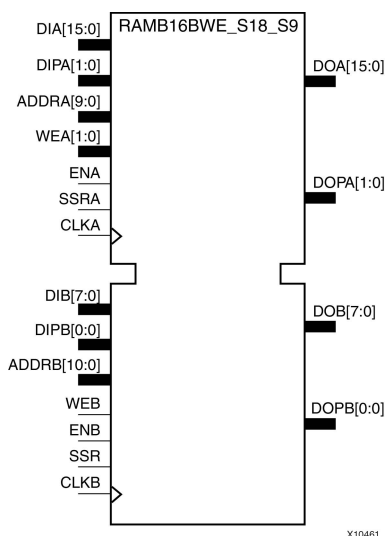 RAMB16BWE_S18_S9
DIA[15:0]
DIPA[1:0]
ADDRA[9:0]
WEA[1:0]
ENA
SSRA
CLKA
DOA[15:0]
DOPA[1:0]
DIB[7:0]
DIPB[0:0]
ADDRB[10:0]
WEB
ENB
SSR
CLKB
DOB[7:0]
DOPB[0:0]
X10461